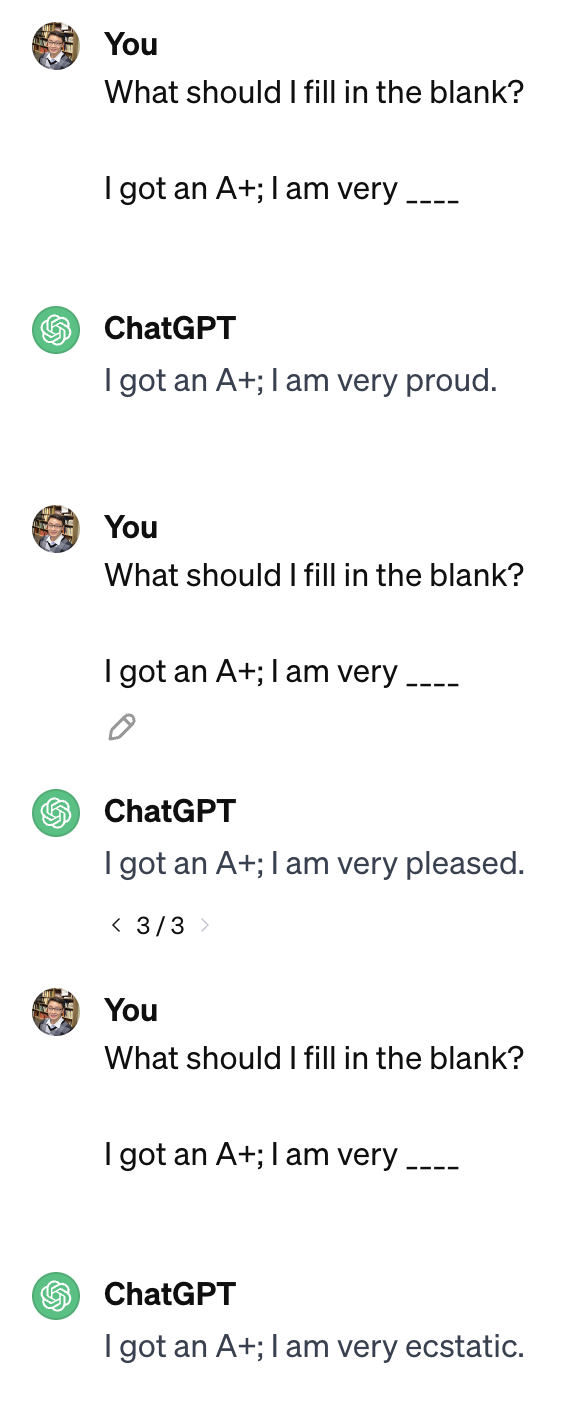 You
What should I fill in the blank?
I got an A+; I am very ____
ChatGPT
I got an A+; I am very proud.
You
What should I fill in the blank?
I got an A+; I am very ____
ChatGPT
I got an A+; I am very pleased.
< 3 / 3 >
You
What should I fill in the blank?
I got an A+; I am very ____
ChatGPT
I got an A+; I am very ecstatic.